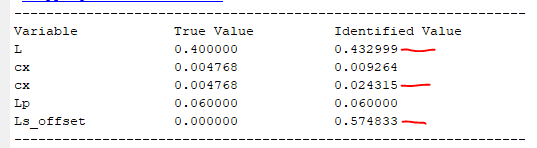 Variable True Value Identified Value
L 0.400000 0.432999
cx 0.004768 0.009264
cx 0.004768 0.024315
Lp 0.060000 0.060000
Ls_offset 0.000000 0.574833